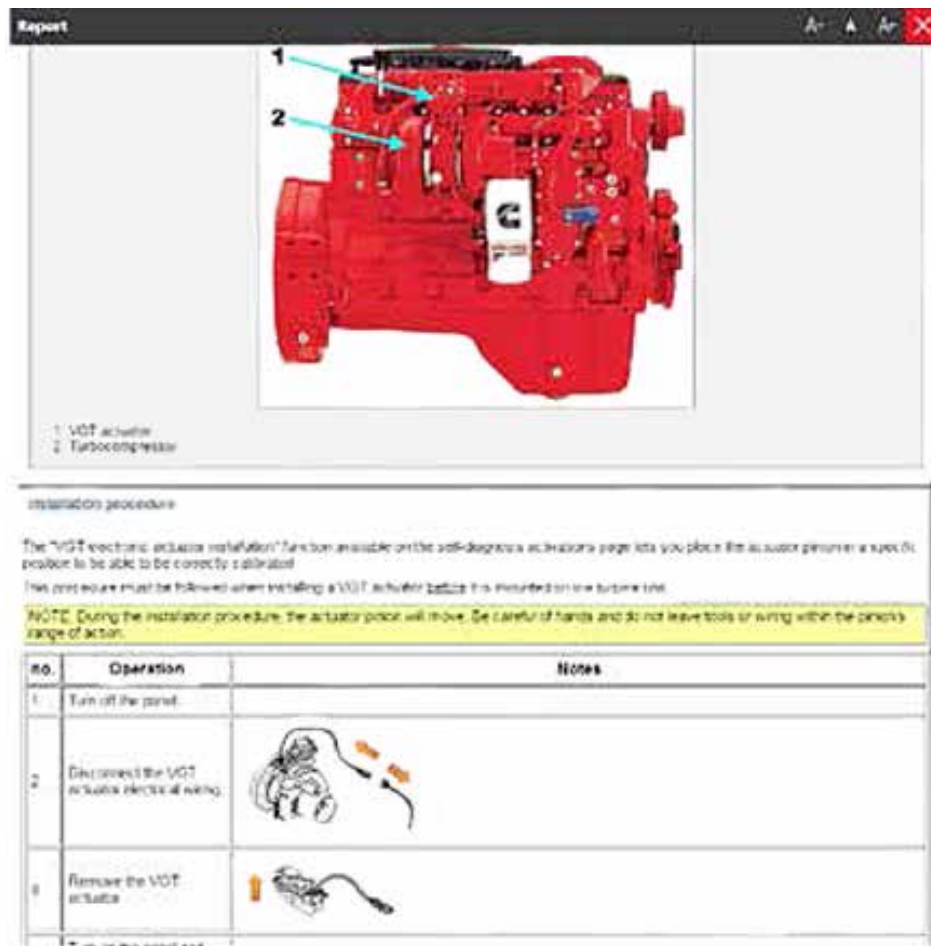 Report
A- A A+
1
2
1 VGT actuator
2 Turbocompressor
Installation procedure
The "VGT electronic actuator installation" function available on the self-diagnosis activations page lets you place the actuator pinion in a specific
position to be able to be correctly calibrated
This procedure must be followed when installing a VGT actuator before it is mounted on the turbine unit
NOTE: During the installation procedure, the actuator pinion will move. Be careful of hands and do not leave tools or wiring within the pinion's
range of action.
no. Operation Notes
1 Turn off the panel.
2 Disconnect the VGT
actuator electrical wiring.
Remove the VGT
actuator
Turn on the panel and